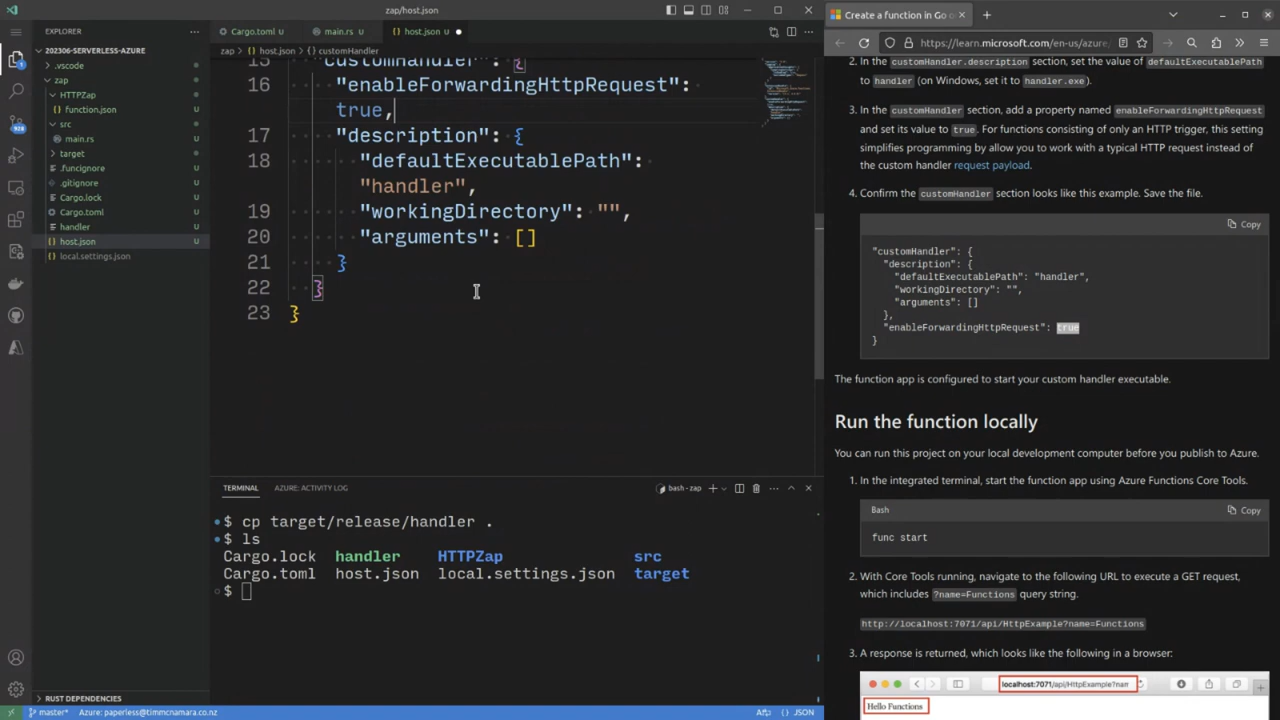 zap/host.json
EXPLORER
202306-SERVERLESS-AZURE
.vscode
zap
HTTPZap
{} function.json U
src
main.rs U
target
.funcignore U
.gitignore U
Cargo.lock U
Cargo.toml U
handler U
{} host.json U
{} local.settings.json U
RUST DEPENDENCIES
1
928
Cargo.toml U
main.rs U
{} host.json U
zap > {} host.json > {} customHandler
15 "customHandler": {
16 "enableForwardingHttpRequest":
true,
17 "description": {
18 "defaultExecutablePath":
"handler",
19 "workingDirectory": "",
20 "arguments": []
21 }
22 }
23 }
TERMINAL
AZURE: ACTIVITY LOG
bash - zap
$ cp target/release/handler .
$ ls
Cargo.lock handler HTTPZap src
Cargo.toml host.json local.settings.json target
$
master*
Azure: paperless@timmcnamara.co.nz
{} JSON
Create a function in Go o
https://learn.microsoft.com/en-us/azure
2. In the customHandler.description section, set the value of defaultExecutablePath
to handler (on Windows, set it to handler.exe).
3. In the customHandler section, add a property named enableForwardingHttpRequest
and set its value to true. For functions consisting of only an HTTP trigger, this setting
simplifies programming by allow you to work with a typical HTTP request instead of
the custom handler request payload.
4. Confirm the customHandler section looks like this example. Save the file.
Copy
"customHandler": {
"description": {
"defaultExecutablePath": "handler",
"workingDirectory": "",
"arguments": []
},
"enableForwardingHttpRequest": true
}
The function app is configured to start your custom handler executable.
Run the function locally
You can run this project on your local development computer before you publish to Azure.
1. In the integrated terminal, start the function app using Azure Functions Core Tools.
Bash
Copy
func start
2. With Core Tools running, navigate to the following URL to execute a GET request,
which includes ?name=Functions query string.
http://localhost:7071/api/HttpExample?name=Functions
3. A response is returned, which looks like the following in a browser:
localhost:7071/api/HttpExample?nam
Hello Functions